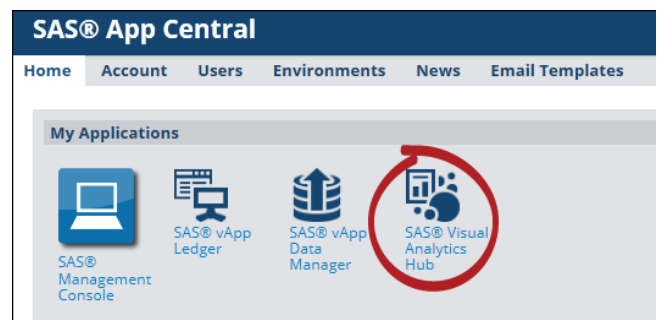 SAS® App Central
Home Account Users Environments News Email Templates
My Applications
SAS®
Management
Console
SAS® vApp
Ledger
SAS® vApp
Data
Manager
SAS® Visual
Analytics
Hub